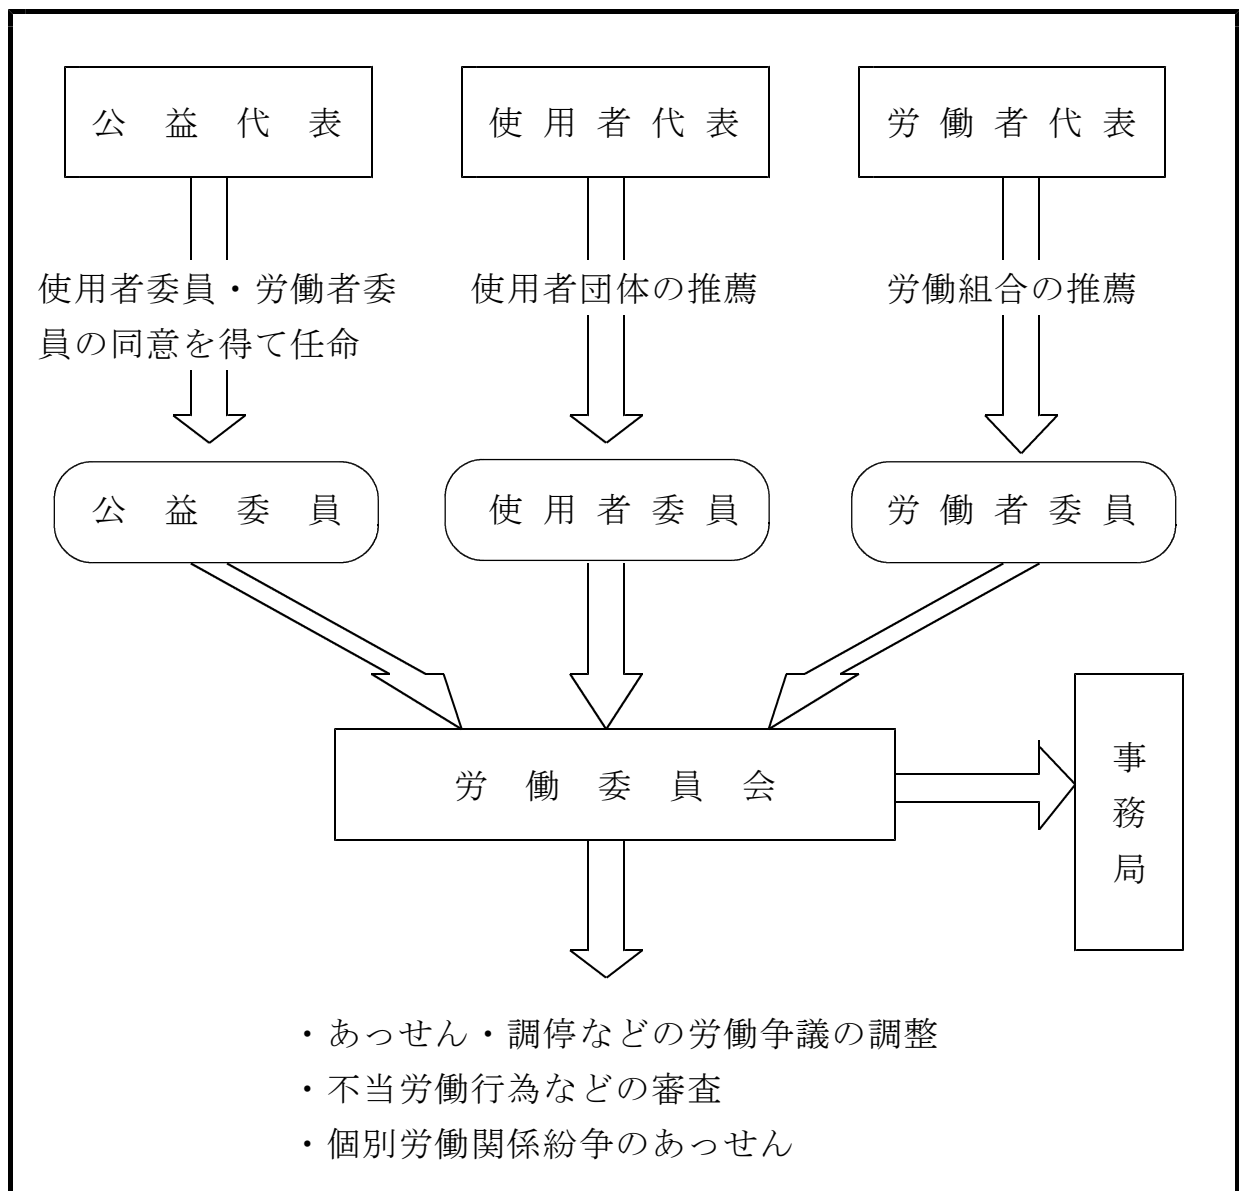 公益代表
使用者代表
労働者代表
使用者委員・労働者委
員の同意を得て任命
使用者団体の推薦
労働組合の推薦
公益委員
使用者委員
労働者委員
労働委員会
事務局
・あっせん・調停などの労働争議の調整
・不当労働行為などの審査
・個別労働関係紛争のあっせん